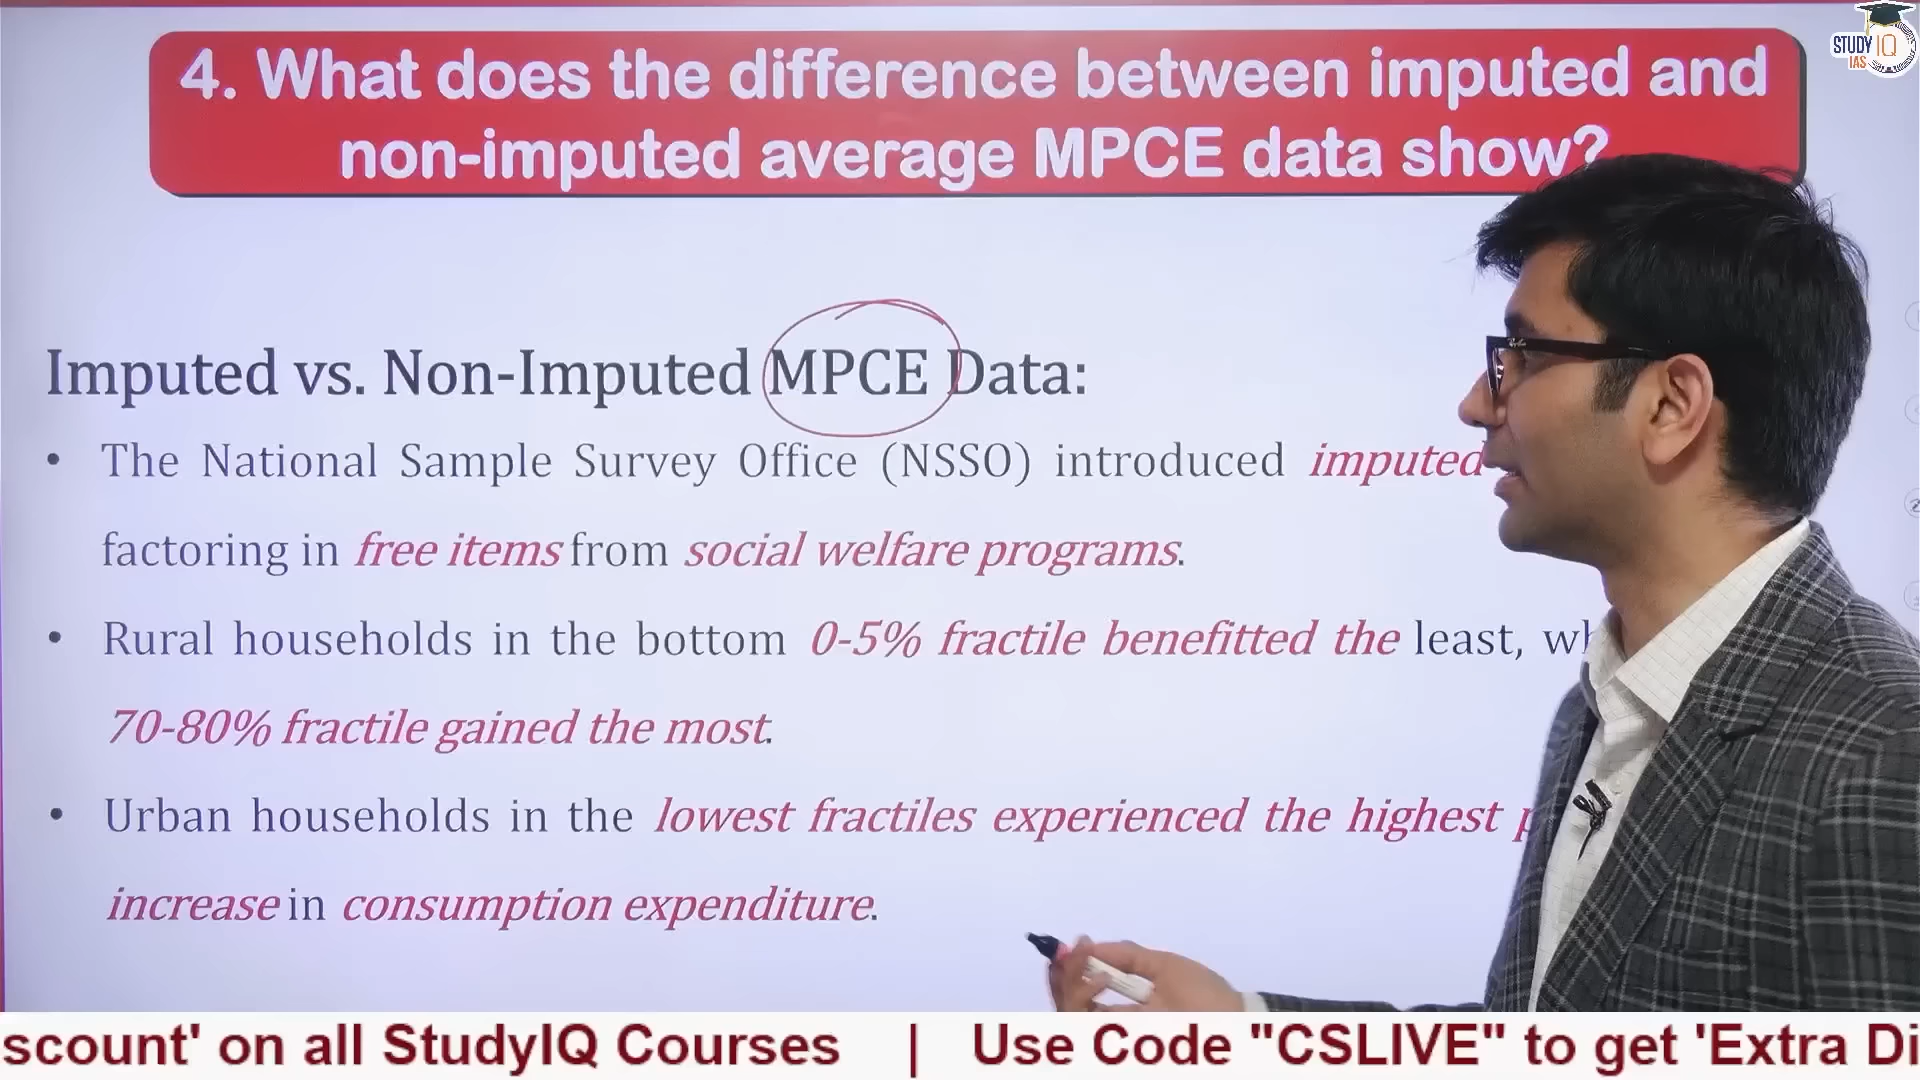 STUDY IQ
IAS
4. What does the difference between imputed and
non-imputed average MPCE data show?
Imputed vs. Non-Imputed MPCE Data:
• The National Sample Survey Office (NSSO) introduced imputed
factoring in free items from social welfare programs.
• Rural households in the bottom 0-5% fractile benefitted the least,
70-80% fractile gained the most.
• Urban households in the lowest fractiles experienced the highest
increase in consumption expenditure.
scount' on all StudyIQ Courses | Use Code "CSLIVE" to get 'Extra Di